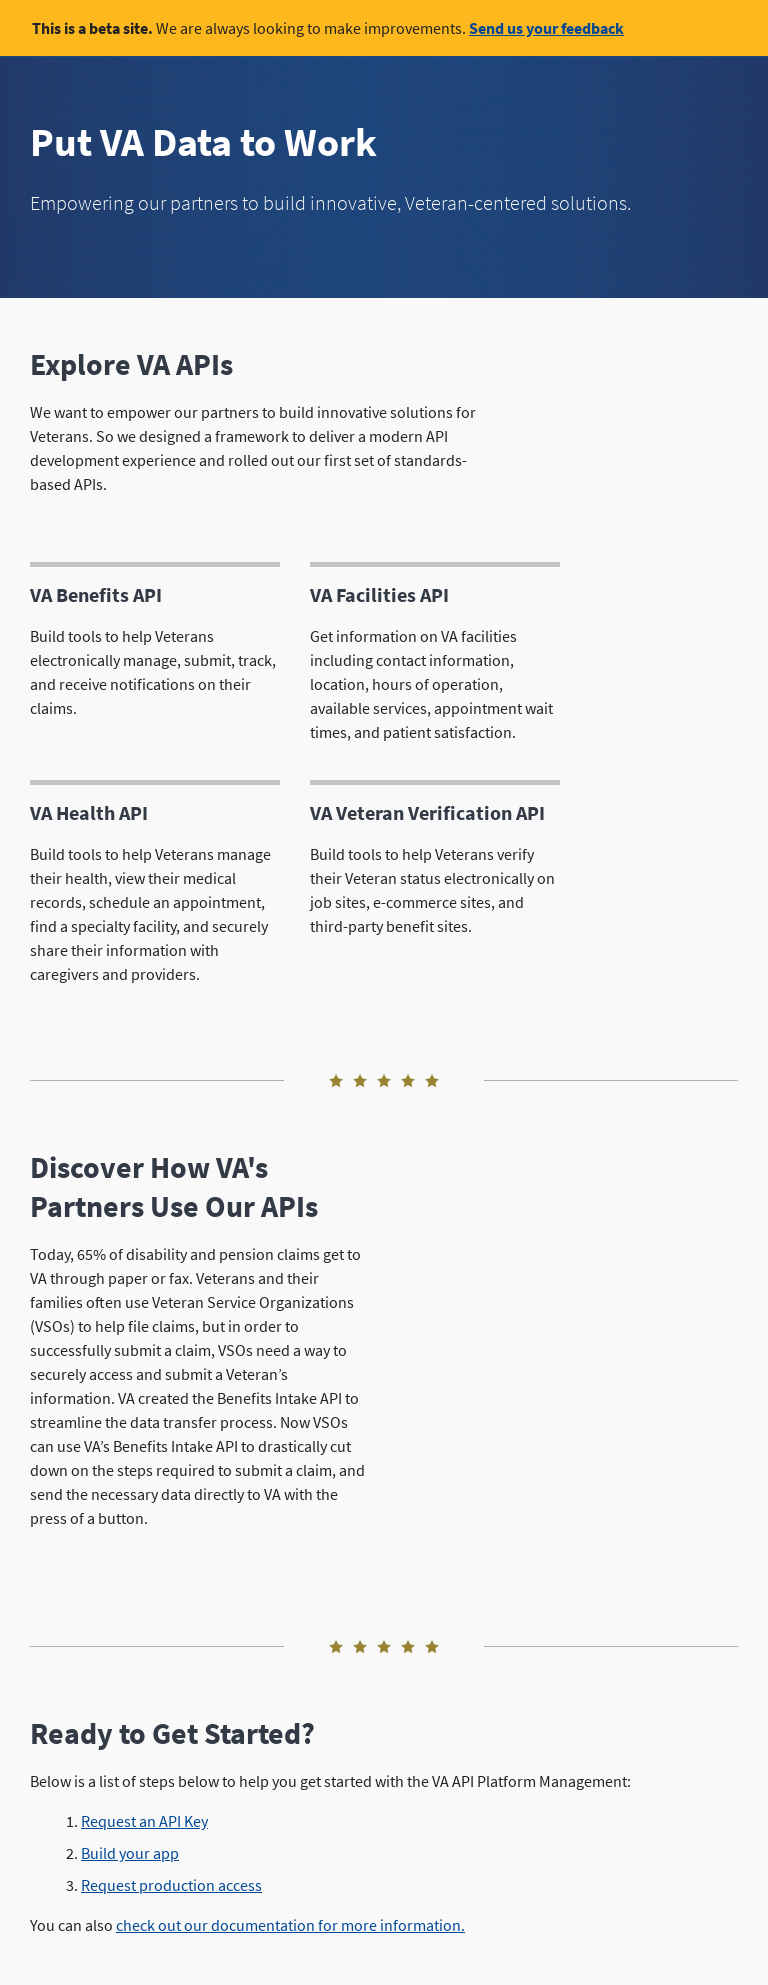 This is a beta site. We are always looking to make improvements. Send us your feedback
Put VA Data to Work
Empowering our partners to build innovative, Veteran-centered solutions.
Explore VA APIs
We want to empower our partners to build innovative solutions for
Veterans. So we designed a framework to deliver a modern API
development experience and rolled out our first set of standards-
based APIs.
VA Benefits API
Build tools to help Veterans
electronically manage, submit, track,
and receive notifications on their
claims.
VA Facilities API
Get information on VA facilities
including contact information,
location, hours of operation,
available services, appointment wait
times, and patient satisfaction.
VA Health API
Build tools to help Veterans manage
their health, view their medical
records, schedule an appointment,
find a specialty facility, and securely
share their information with
caregivers and providers.
VA Veteran Verification API
Build tools to help Veterans verify
their Veteran status electronically on
job sites, e-commerce sites, and
third-party benefit sites.
Discover How VA's
Partners Use Our APIs
Today, 65% of disability and pension claims get to
VA through paper or fax. Veterans and their
families often use Veteran Service Organizations
(VSOs) to help file claims, but in order to
successfully submit a claim, VSOs need a way to
securely access and submit a Veteran’s
information. VA created the Benefits Intake API to
streamline the data transfer process. Now VSOs
can use VA’s Benefits Intake API to drastically cut
down on the steps required to submit a claim, and
send the necessary data directly to VA with the
press of a button.
Ready to Get Started?
Below is a list of steps below to help you get started with the VA API Platform Management:
1. Request an API Key
2. Build your app
3. Request production access
You can also check out our documentation for more information.